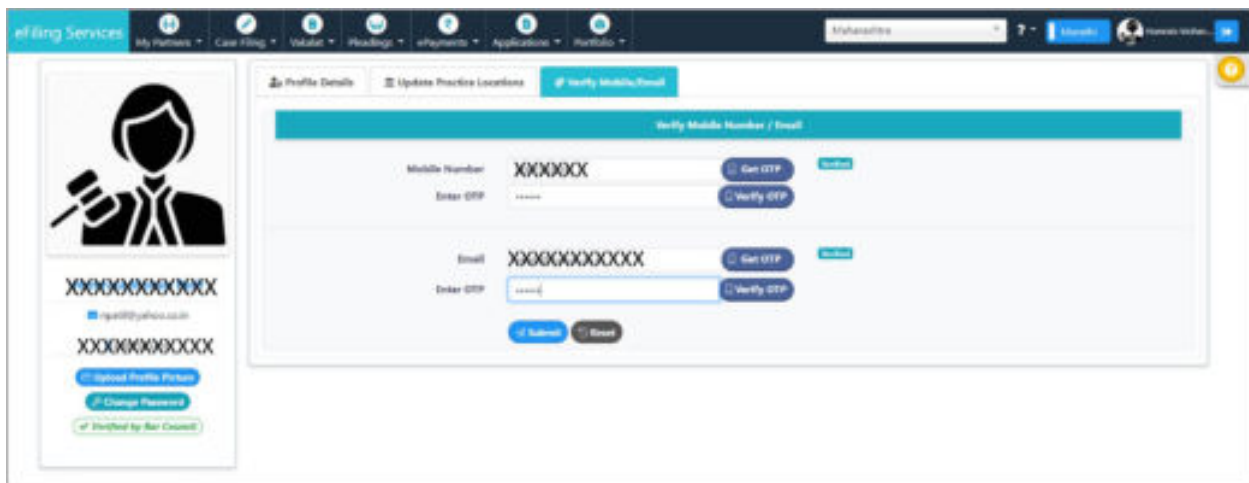 eFiling Services
My Partners
Case Filing
Vakalat
Pleadings
ePayments
Applications
Portfolio
Maharashtra
?
Marathi
Profile Details
Update Practice Locations
Verify Mobile/Email
Verify Mobile Number / Email
Mobile Number
XXXXXX
Get OTP
Verified
Enter OTP
Verify OTP
Email
XXXXXXXXXXX
Get OTP
Verified
Enter OTP
Verify OTP
Submit
Reset
XXXXXXXXXXX
XXXXXXXXXXX
Upload Profile Picture
Change Password
Verified by Bar Council